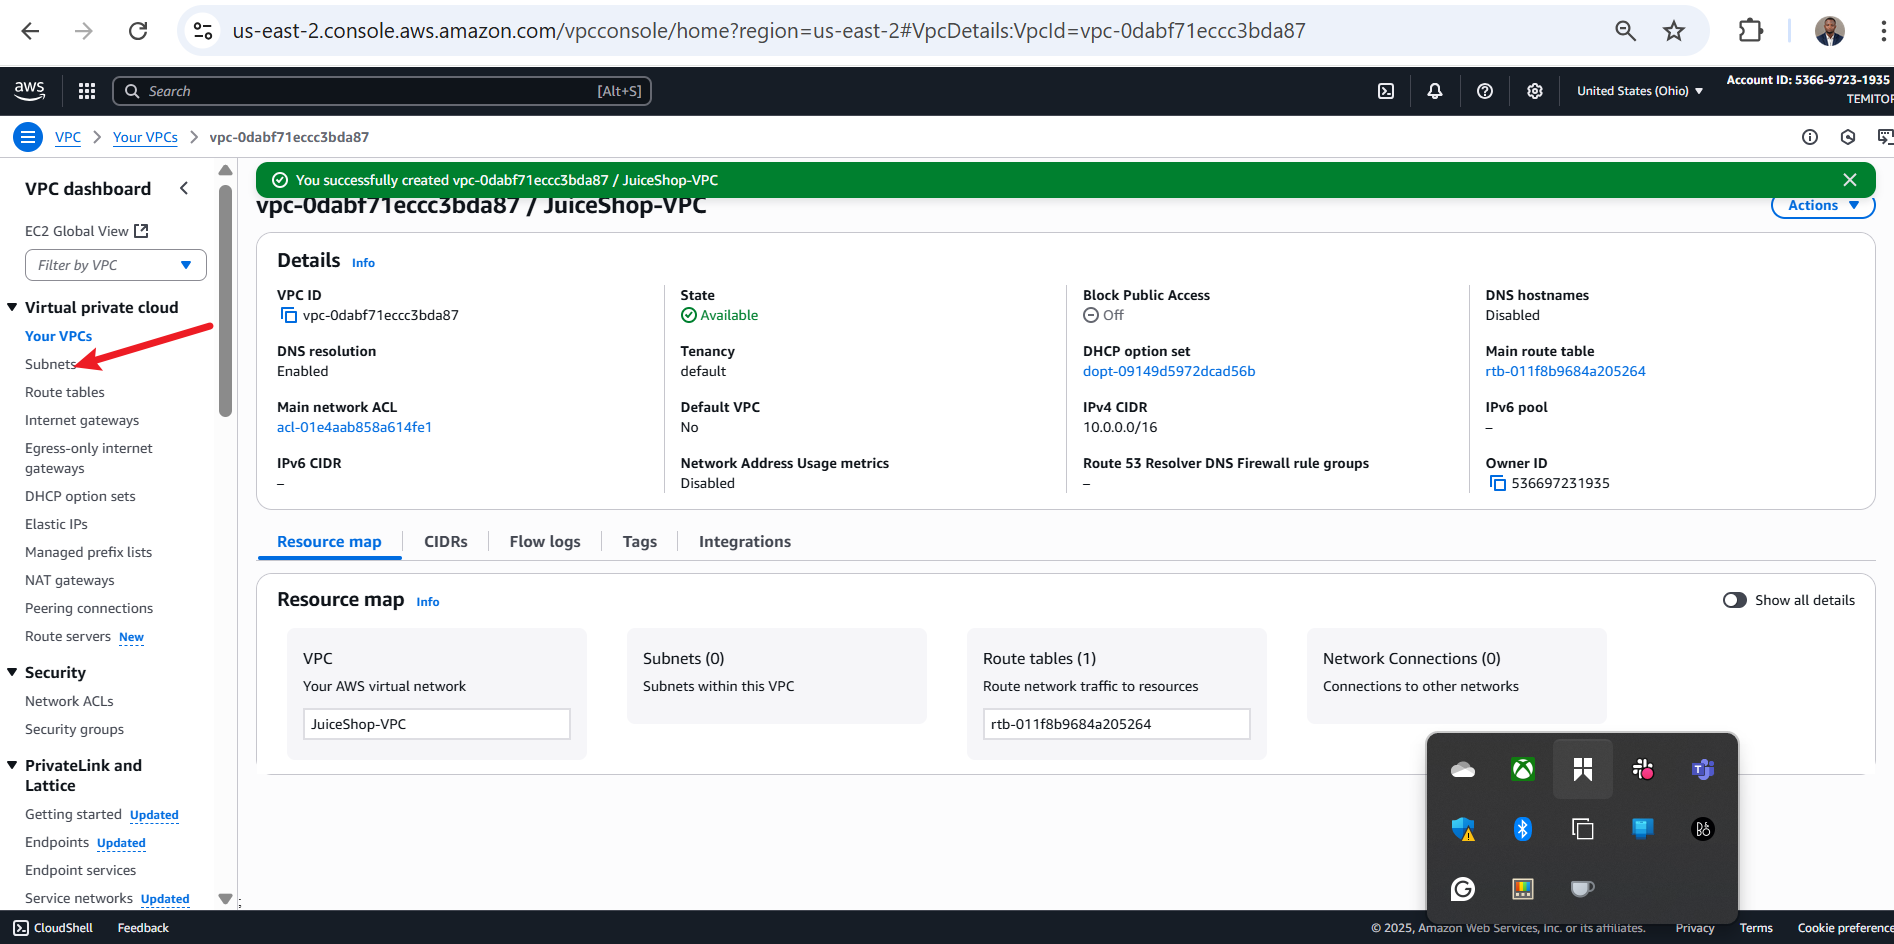 us-east-2.console.aws.amazon.com/vpcconsole/home?region=us-east-2#VpcDetails:VpcId=vpc-0dabf71eccc3bda87
aws
Search [Alt+S]
United States (Ohio)
Account ID: 5366-9723-1935
TEMITOP
VPC
Your VPCs
vpc-0dabf71eccc3bda87
VPC dashboard
EC2 Global View
Filter by VPC
Virtual private cloud
Your VPCs
Subnets
Route tables
Internet gateways
Egress-only internet
gateways
DHCP option sets
Elastic IPs
Managed prefix lists
NAT gateways
Peering connections
Route servers New
Security
Network ACLs
Security groups
PrivateLink and
Lattice
Getting started Updated
Endpoints Updated
Endpoint services
Service networks Updated
You successfully created vpc-0dabf71eccc3bda87 / JuiceShop-VPC
vpc-0dabf71eccc3bda87 / JuiceShop-VPC
Actions
Details Info
VPC ID
vpc-0dabf71eccc3bda87
State
Available
Block Public Access
Off
DNS hostnames
Disabled
DNS resolution
Enabled
Tenancy
default
DHCP option set
dopt-09149d5972dcad56b
Main route table
rtb-011f8b9684a205264
Main network ACL
acl-01e4aab858a614fe1
Default VPC
No
IPv4 CIDR
10.0.0.0/16
IPv6 pool
–
IPv6 CIDR
–
Network Address Usage metrics
Disabled
Route 53 Resolver DNS Firewall rule groups
–
Owner ID
536697231935
Resource map
CIDRs
Flow logs
Tags
Integrations
Resource map Info
Show all details
VPC
Your AWS virtual network
JuiceShop-VPC
Subnets (0)
Subnets within this VPC
Route tables (1)
Route network traffic to resources
rtb-011f8b9684a205264
Network Connections (0)
Connections to other networks
CloudShell
Feedback
© 2025, Amazon Web Services, Inc. or its affiliates.
Privacy
Terms
Cookie preference